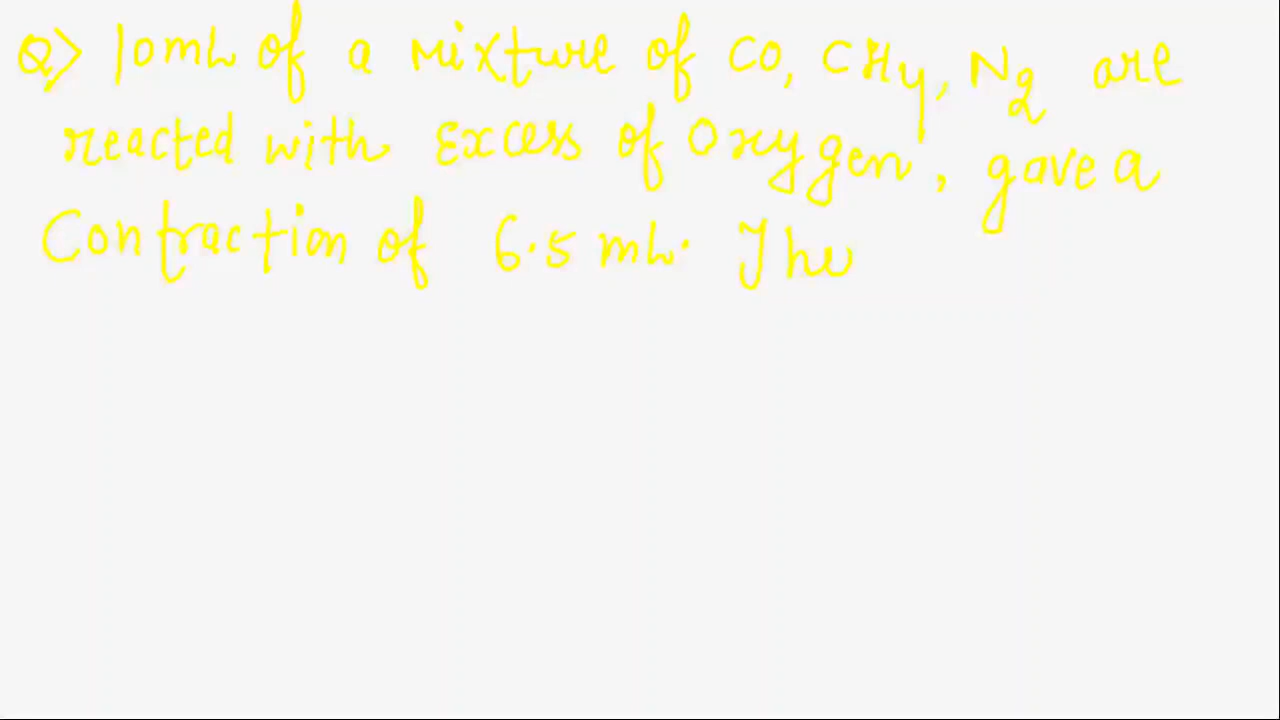 Q> 10mL of a mixture of CO, CH4, N2 are
reacted with Excess of Oxygen, gave a
Contraction of 6.5 mL. The